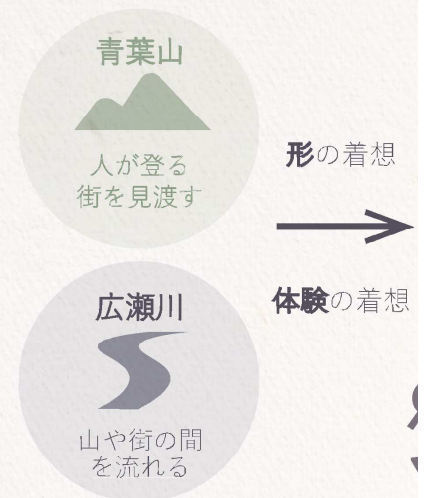 青葉山
人が登る
街を見渡す
形の着想
体験の着想
広瀬川
山や街の間
を流れる